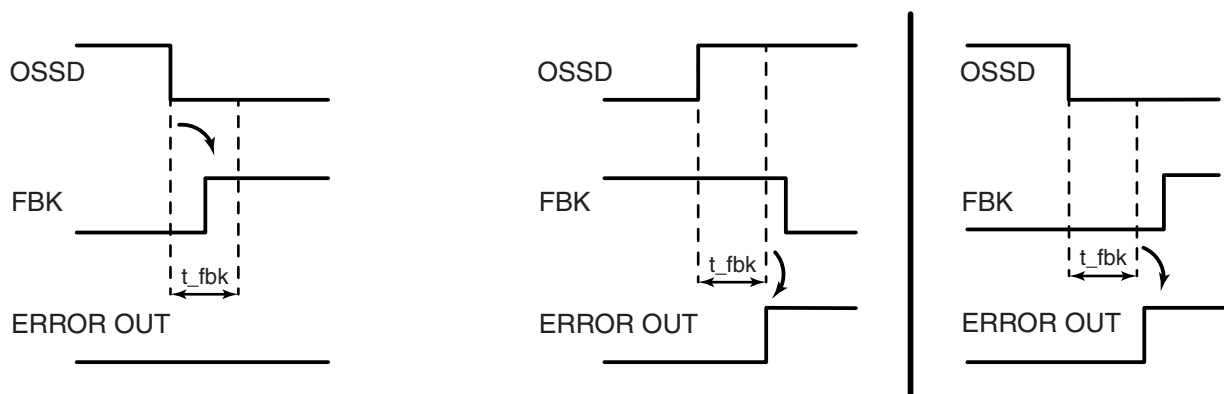 OSSD
FBK
t_fbk
ERROR OUT
OSSD
FBK
t_fbk
ERROR OUT
OSSD
FBK
t_fbk
ERROR OUT